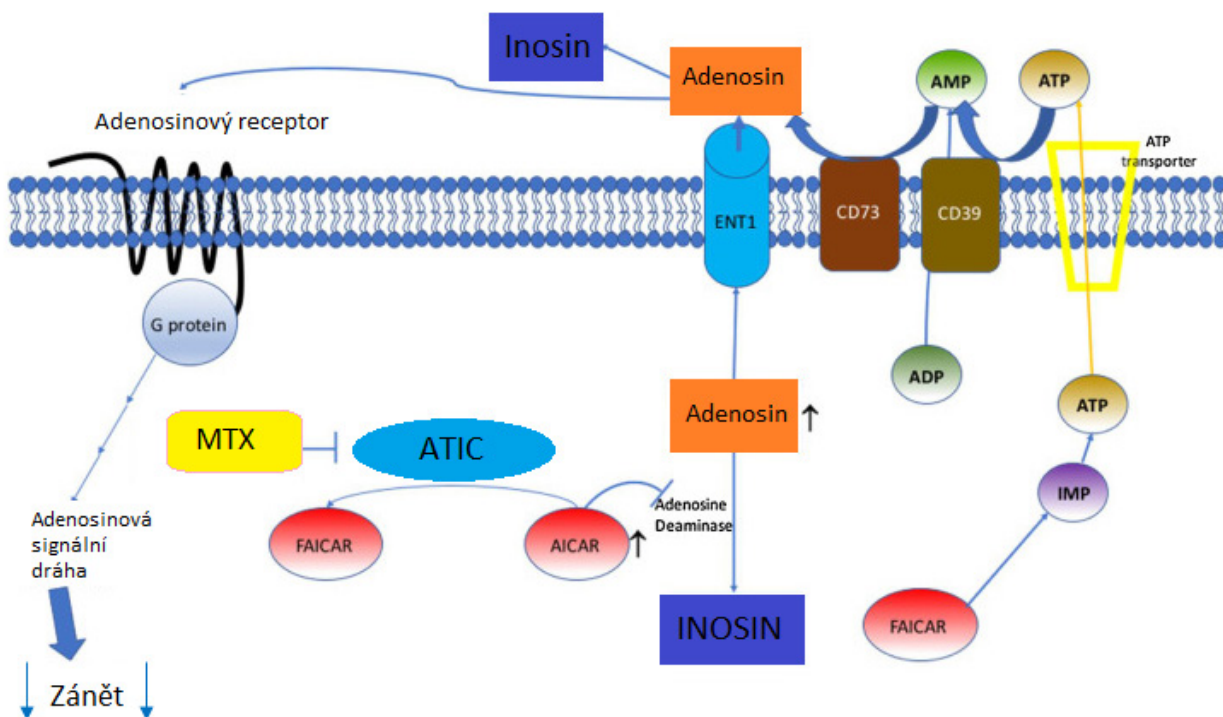 Inosin
Adenosin
AMP
ATP
Adenosinový receptor
ATP
transporter
ENT1
CD73
CD39
G protein
ADP
Adenosin
ATP
MTX
ATIC
IMP
Adenosine
Deaminase
Adenosinová
signální
dráha
FAICAR
AICAR
FAICAR
INOSIN
Zánět